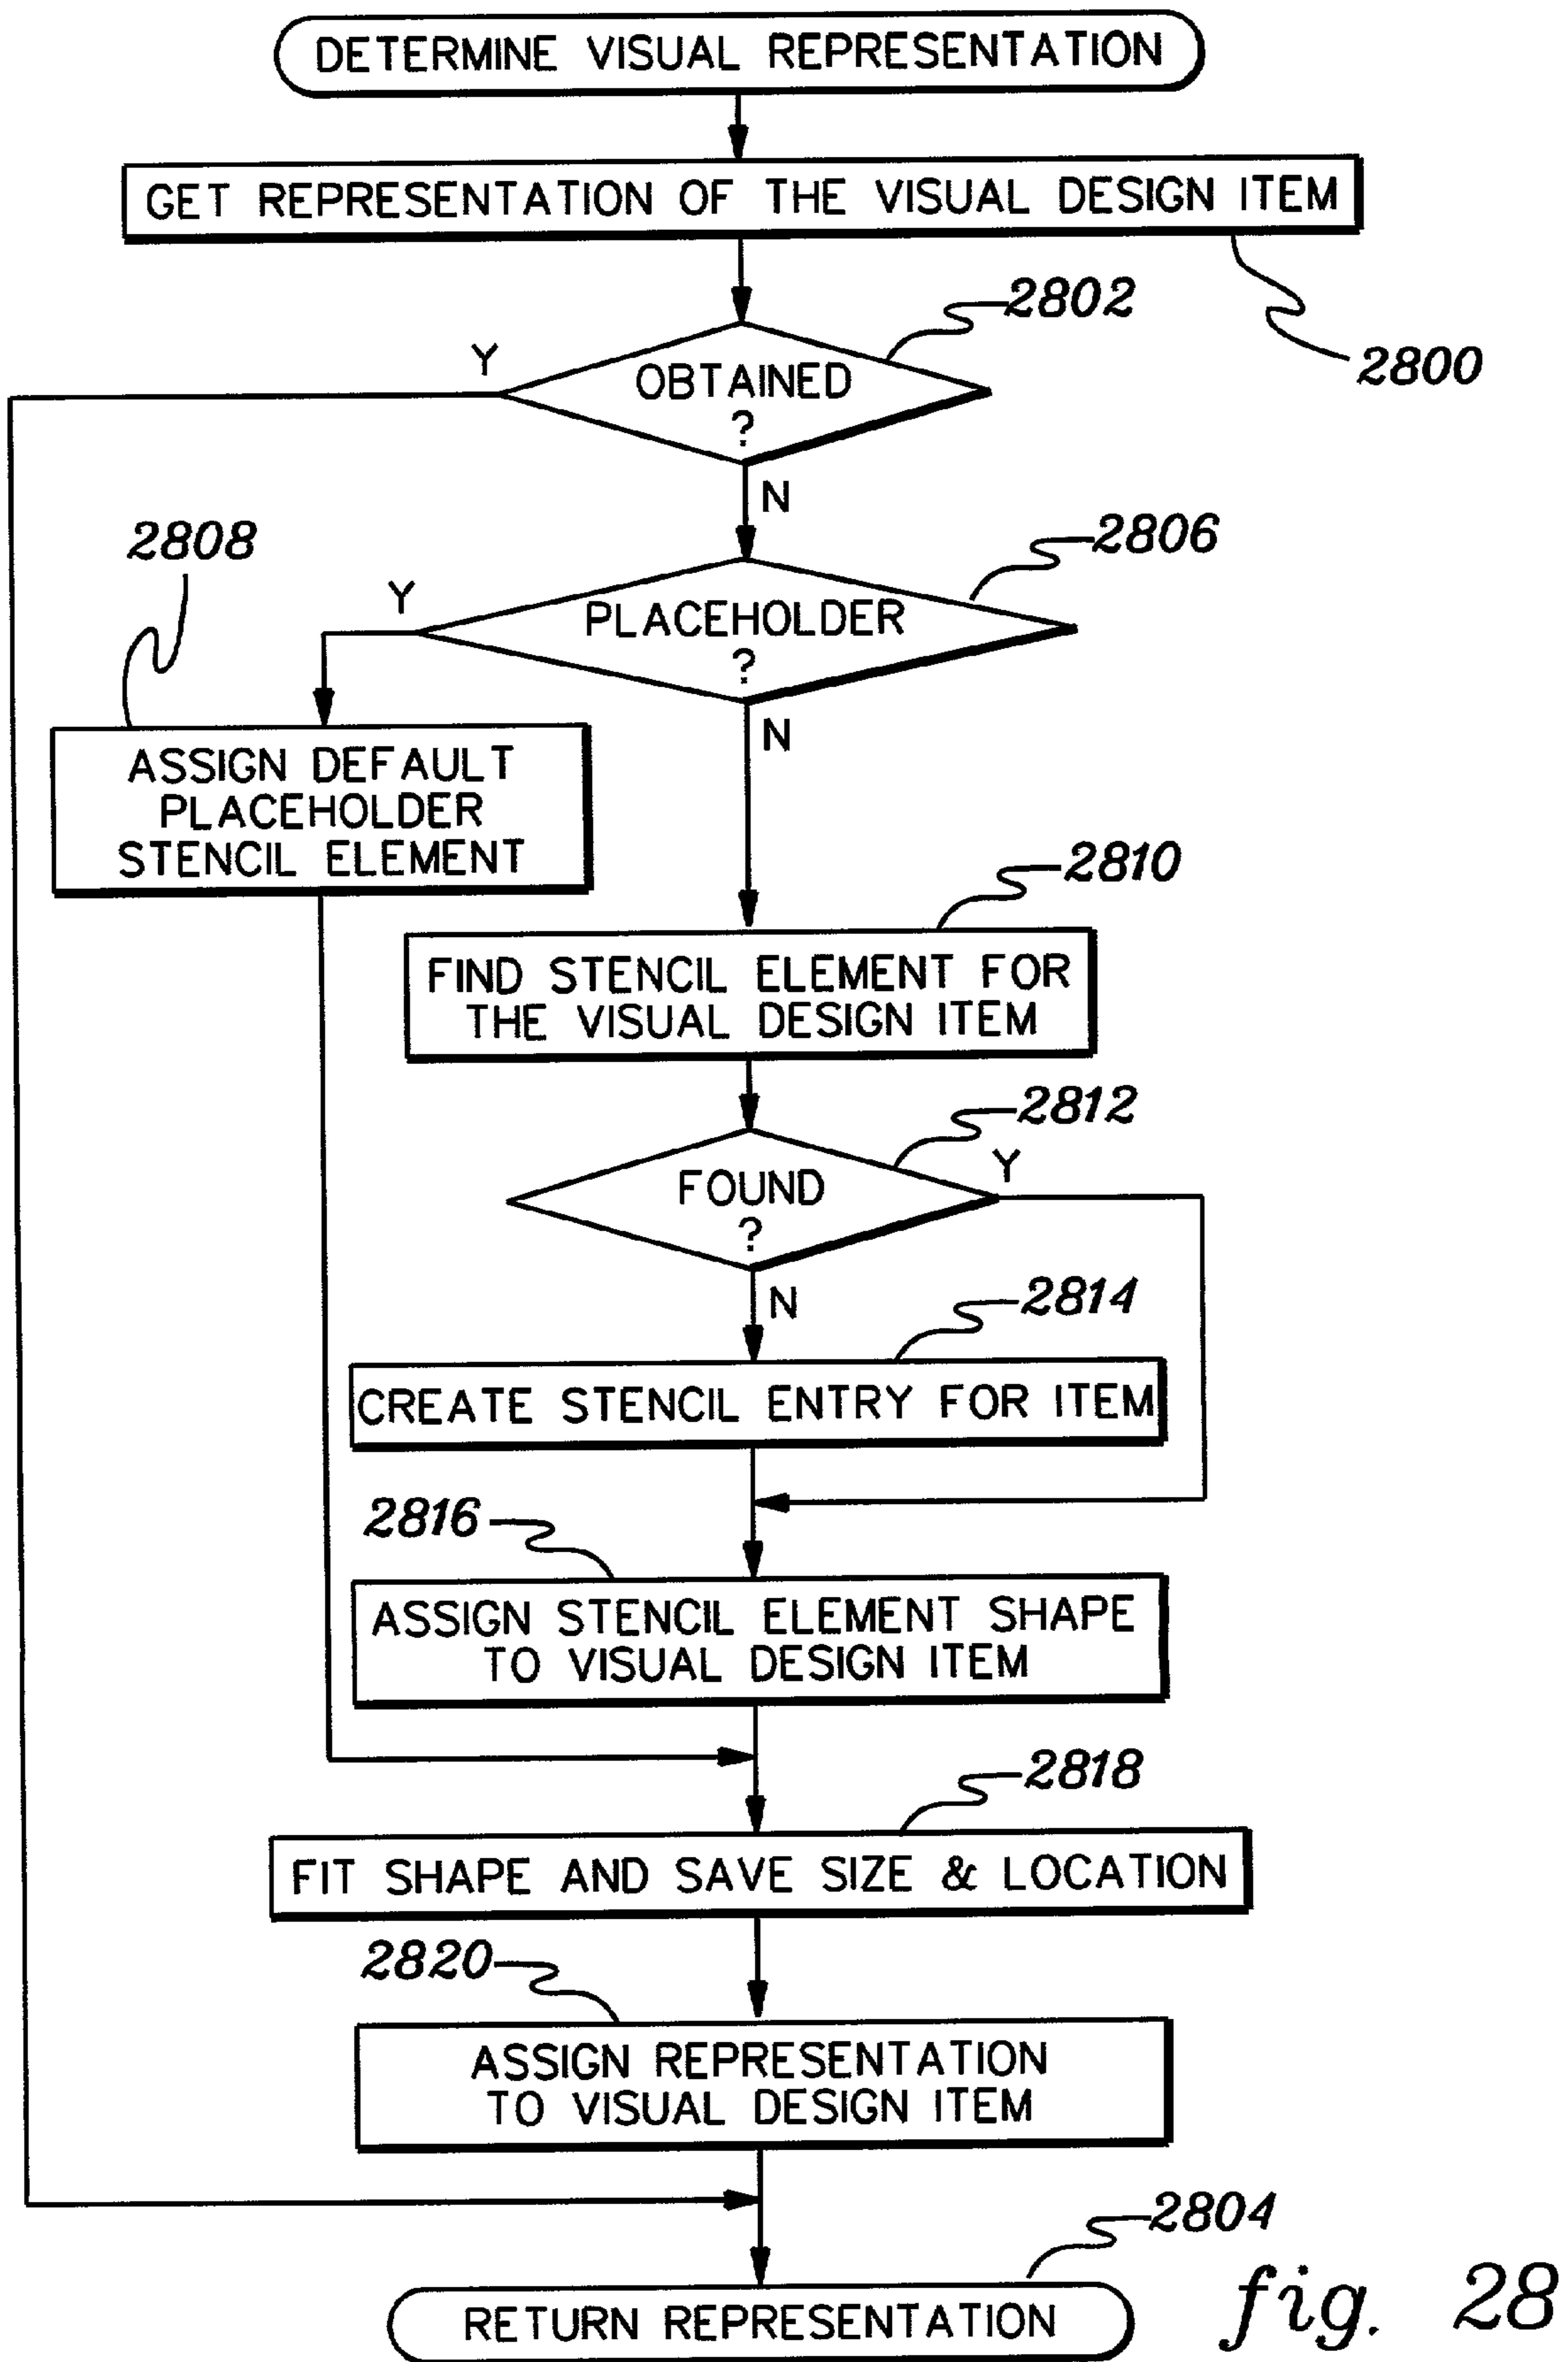 DETERMINE VISUAL REPRESENTATION
GET REPRESENTATION OF THE VISUAL DESIGN ITEM
2800
2802
Y
OBTAINED
?
N
2806
2808
Y
PLACEHOLDER
?
N
ASSIGN DEFAULT
PLACEHOLDER
STENCIL ELEMENT
2810
FIND STENCIL ELEMENT FOR
THE VISUAL DESIGN ITEM
2812
Y
FOUND
?
N
2814
CREATE STENCIL ENTRY FOR ITEM
2816
ASSIGN STENCIL ELEMENT SHAPE
TO VISUAL DESIGN ITEM
2818
FIT SHAPE AND SAVE SIZE & LOCATION
2820
ASSIGN REPRESENTATION
TO VISUAL DESIGN ITEM
2804
RETURN REPRESENTATION
fig. 28